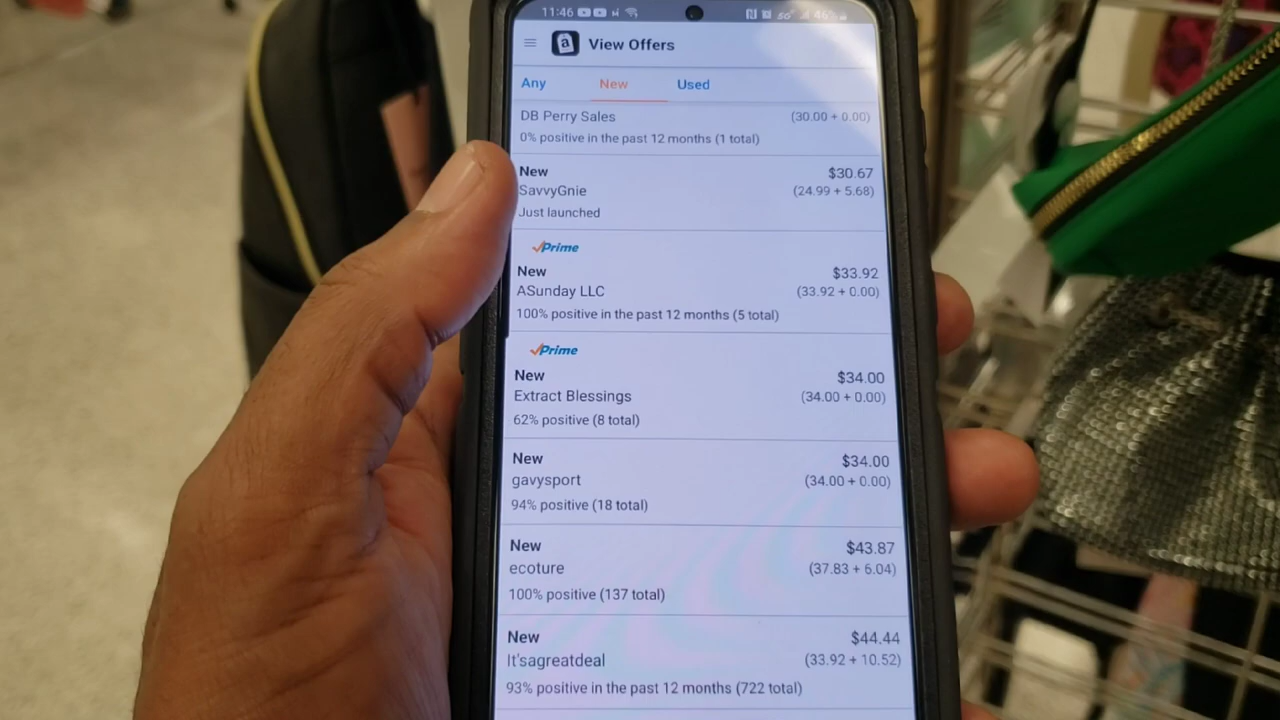 11:46
View Offers
Any New Used
DB Perry Sales (30.00 + 0.00)
0% positive in the past 12 months (1 total)
New $30.67
SavvyGnie (24.99 + 5.68)
Just launched
Prime
New $33.92
ASunday LLC (33.92 + 0.00)
100% positive in the past 12 months (5 total)
Prime
New $34.00
Extract Blessings (34.00 + 0.00)
62% positive (8 total)
New $34.00
gavysport (34.00 + 0.00)
94% positive (18 total)
New $43.87
ecoture (37.83 + 6.04)
100% positive (137 total)
New $44.44
It'sagreatdeal (33.92 + 10.52)
93% positive in the past 12 months (722 total)